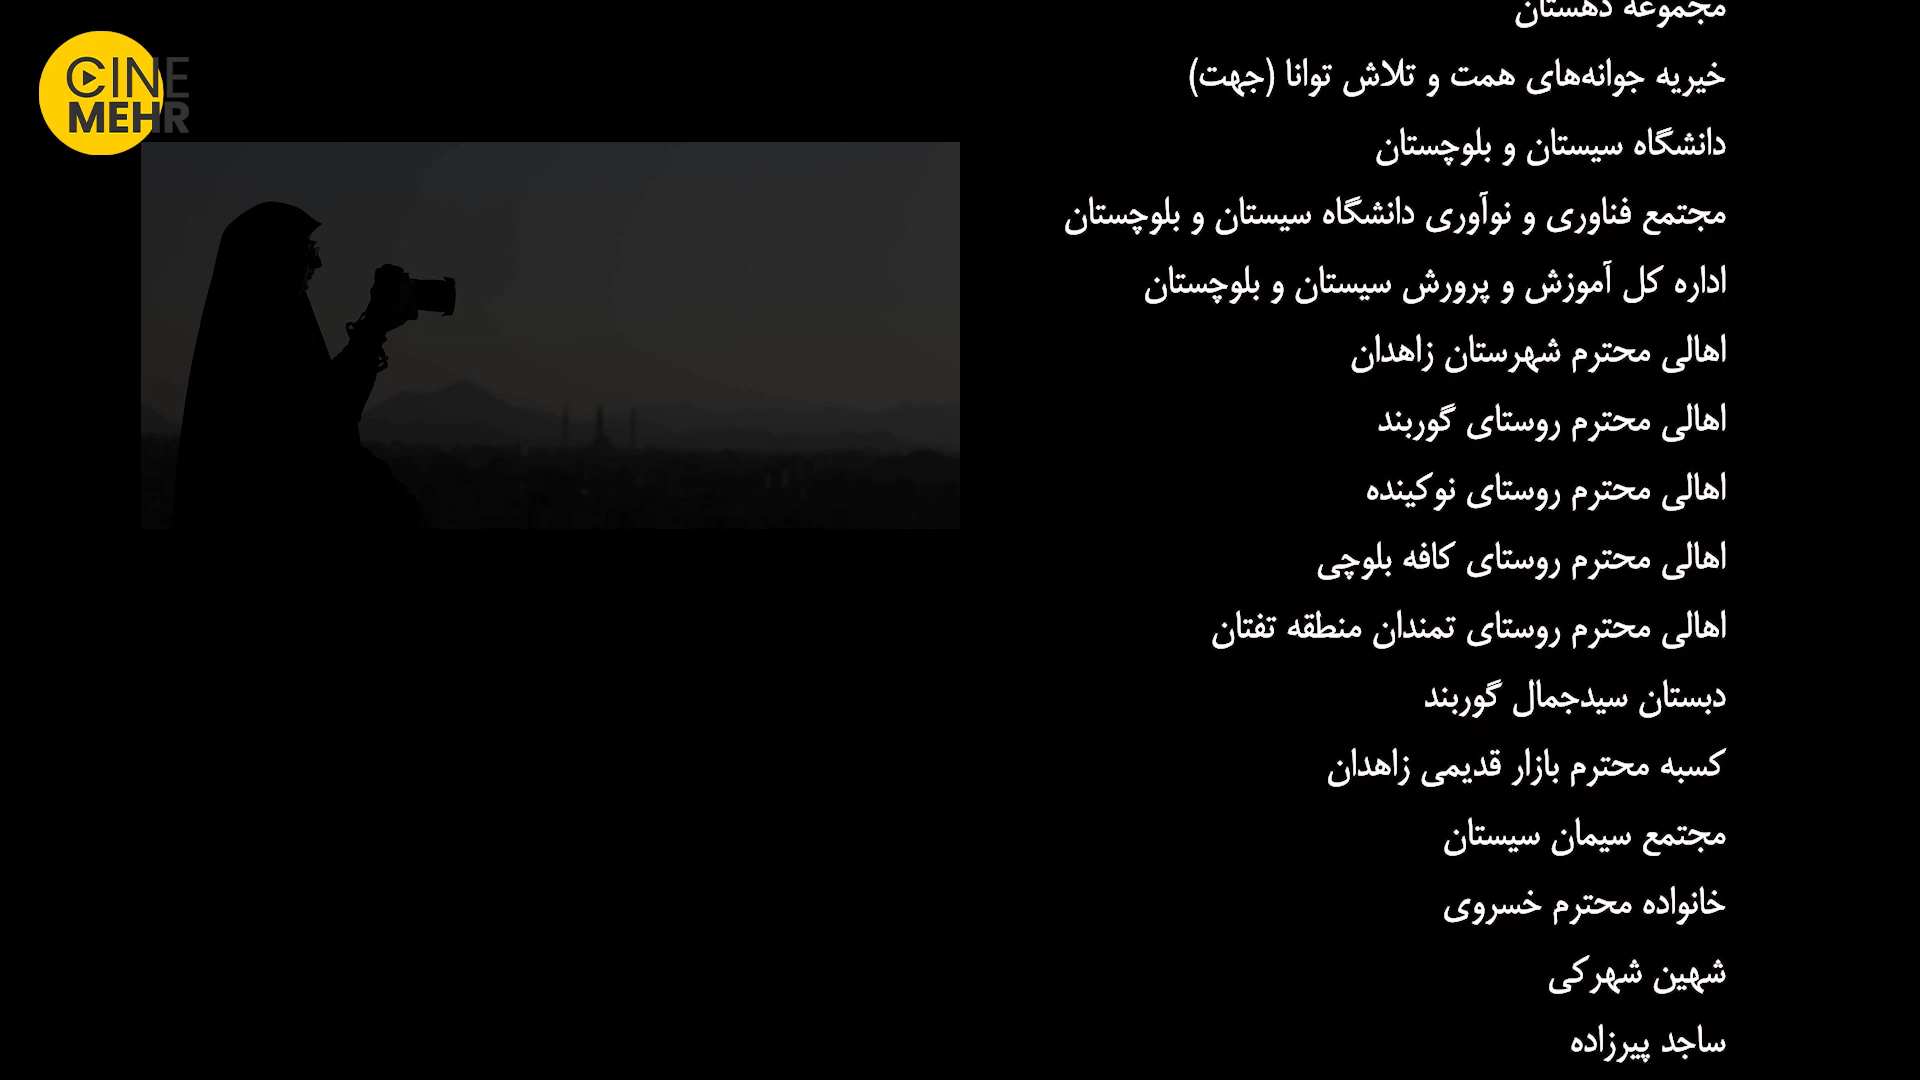 CINE
MEHR
مجموعه دهستان
خیریه جوانه‌های همت و تلاش توانا (جهت)
دانشگاه سیستان و بلوچستان
مجتمع فناوری و نوآوری دانشگاه سیستان و بلوچستان
اداره کل آموزش و پرورش سیستان و بلوچستان
اهالی محترم شهرستان زاهدان
اهالی محترم روستای گوربند
اهالی محترم روستای نوکینده
اهالی محترم روستای کافه بلوچی
اهالی محترم روستای تمندان منطقه تفتان
دبستان سیدجمال گوربند
کسبه محترم بازار قدیمی زاهدان
مجتمع سیمان سیستان
خانواده محترم خسروی
شهین شهرکی
ساجد پیرزاده